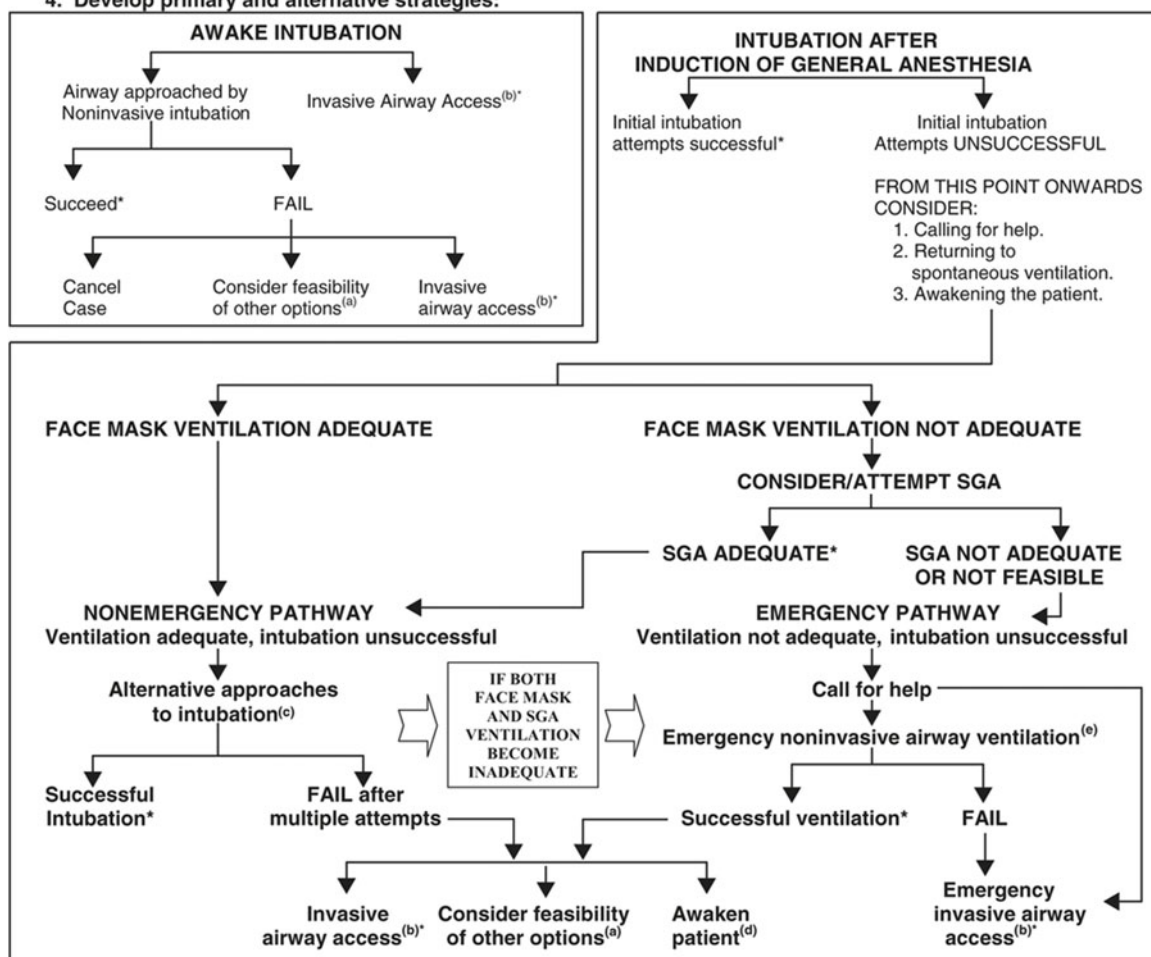 4. Develop primary and alternative strategies:
AWAKE INTUBATION
Airway approached by
Noninvasive intubation
Invasive Airway Access(b)*
Succeed*
FAIL
Cancel
Case
Consider feasibility
of other options(a)
Invasive
airway access(b)*
INTUBATION AFTER
INDUCTION OF GENERAL ANESTHESIA
Initial intubation
attempts successful*
Initial intubation
Attempts UNSUCCESSFUL
FROM THIS POINT ONWARDS
CONSIDER:
1. Calling for help.
2. Returning to
spontaneous ventilation.
3. Awakening the patient.
FACE MASK VENTILATION ADEQUATE
FACE MASK VENTILATION NOT ADEQUATE
CONSIDER/ATTEMPT SGA
SGA ADEQUATE*
SGA NOT ADEQUATE
OR NOT FEASIBLE
NONEMERGENCY PATHWAY
Ventilation adequate, intubation unsuccessful
EMERGENCY PATHWAY
Ventilation not adequate, intubation unsuccessful
Alternative approaches
to intubation(c)
IF BOTH
FACE MASK
AND SGA
VENTILATION
BECOME
INADEQUATE
Call for help
Emergency noninvasive airway ventilation(e)
Successful
Intubation*
FAIL after
multiple attempts
Successful ventilation*
FAIL
Invasive
airway access(b)*
Consider feasibility
of other options(a)
Awaken
patient(d)
Emergency
invasive airway
access(b)*